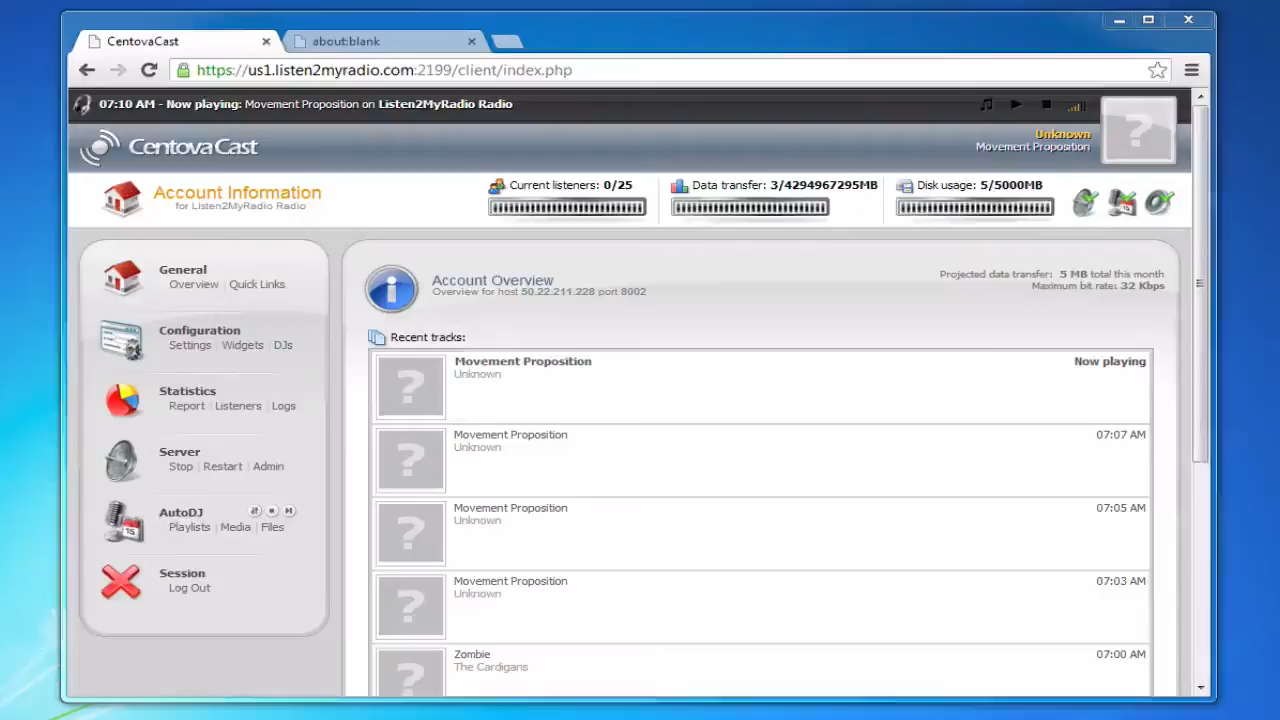 CentovaCast
about:blank
https://us1.listen2myradio.com:2199/client/index.php
07:10 AM - Now playing: Movement Proposition on Listen2MyRadio Radio
CentovaCast
Unknown
Movement Proposition
?
Account Information
for Listen2MyRadio Radio
Current listeners: 0/25
Data transfer: 3/4294967295MB
Disk usage: 5/5000MB
General
Overview | Quick Links
Configuration
Settings | Widgets | DJs
Statistics
Report | Listeners | Logs
Server
Stop | Restart | Admin
AutoDJ
Playlists | Media | Files
15
Session
Log Out
Account Overview
Overview for host 50.22.211.228 port 8002
Projected data transfer: 5 MB total this month
Maximum bit rate: 32 Kbps
Recent tracks:
? Movement Proposition Now playing
Unknown
? Movement Proposition 07:07 AM
Unknown
? Movement Proposition 07:05 AM
Unknown
? Movement Proposition 07:03 AM
Unknown
? Zombie 07:00 AM
The Cardigans